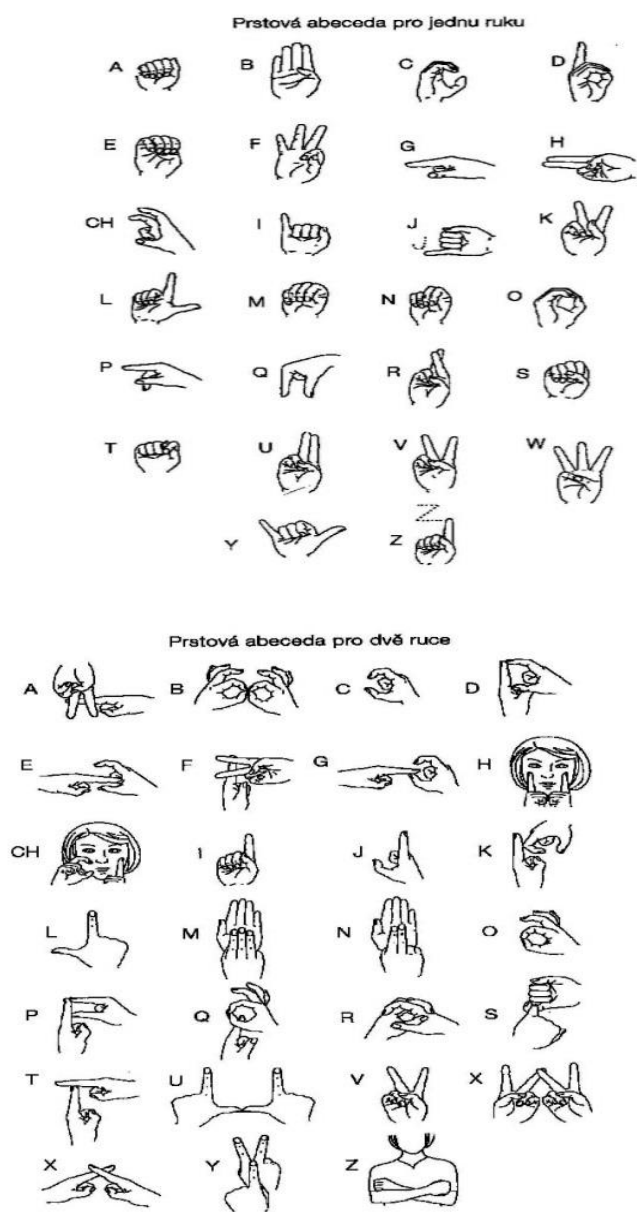 Prstová abeceda pro jednu ruku
A B C D
E F G H
CH I J K
L M N O
P Q R S
T U V W
Y Z
Prstová abeceda pro dvě ruce
A B C D
E F G H
CH I J K
L M N O
P Q R S
T U V X
X Y Z